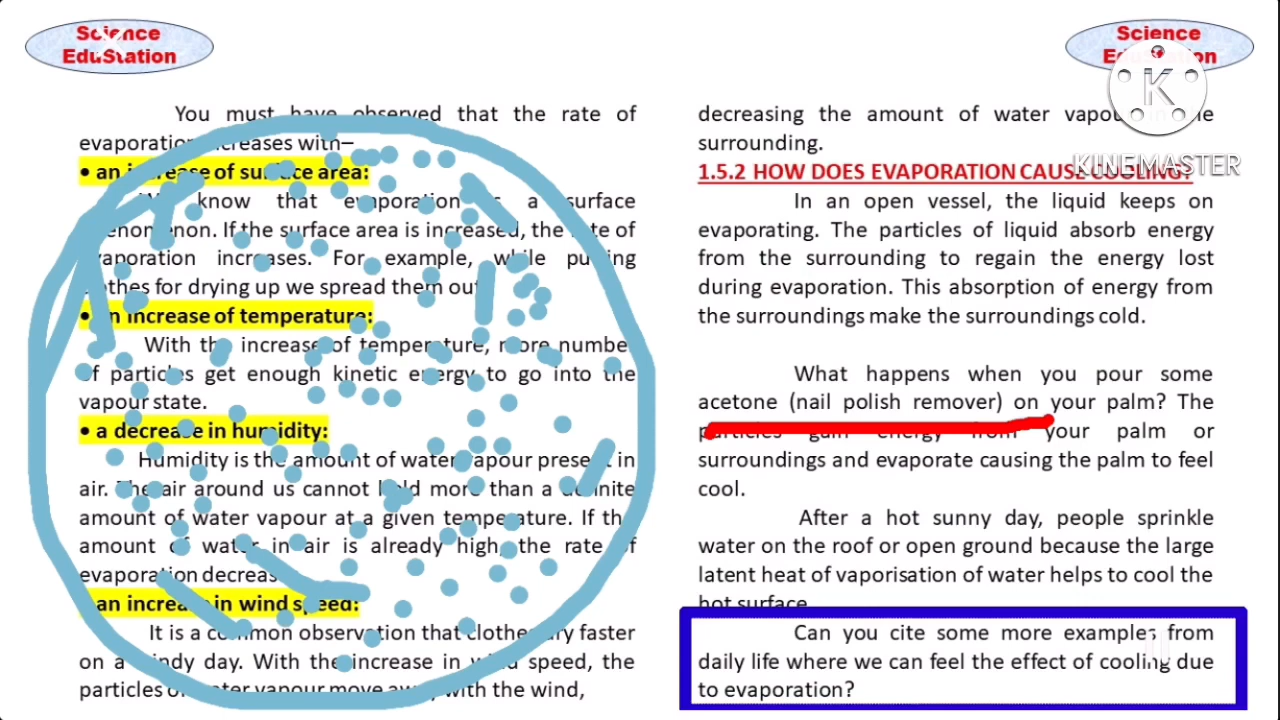 Science
EduStation
You must have observed that the rate of
evaporation increases with–
• an increase of surface area:
We know that evaporation is a surface
phenomenon. If the surface area is increased, the rate of
evaporation increases. For example, while putting
clothes for drying up we spread them out
• an increase of temperature:
With the increase of temperature, more number
of particles get enough kinetic energy to go into the
vapour state.
• a decrease in humidity:
Humidity is the amount of water vapour present in
air. The air around us cannot hold more than a definite
amount of water vapour at a given temperature. If the
amount of water in air is already high, the rate of
evaporation decreases
an increase in wind speed:
It is a common observation that clothes dry faster
on a windy day. With the increase in wind speed, the
particles of water vapour move away with the wind,
Science
EduStation
K
KINEMASTER
decreasing the amount of water vapour in the
surrounding.
1.5.2 HOW DOES EVAPORATION CAUSE COOLING?
In an open vessel, the liquid keeps on
evaporating. The particles of liquid absorb energy
from the surrounding to regain the energy lost
during evaporation. This absorption of energy from
the surroundings make the surroundings cold.
What happens when you pour some
acetone (nail polish remover) on your palm? The
particles gain energy from your palm or
surroundings and evaporate causing the palm to feel
cool.
After a hot sunny day, people sprinkle
water on the roof or open ground because the large
latent heat of vaporisation of water helps to cool the
hot surface.
Can you cite some more examples from
daily life where we can feel the effect of cooling due
to evaporation?